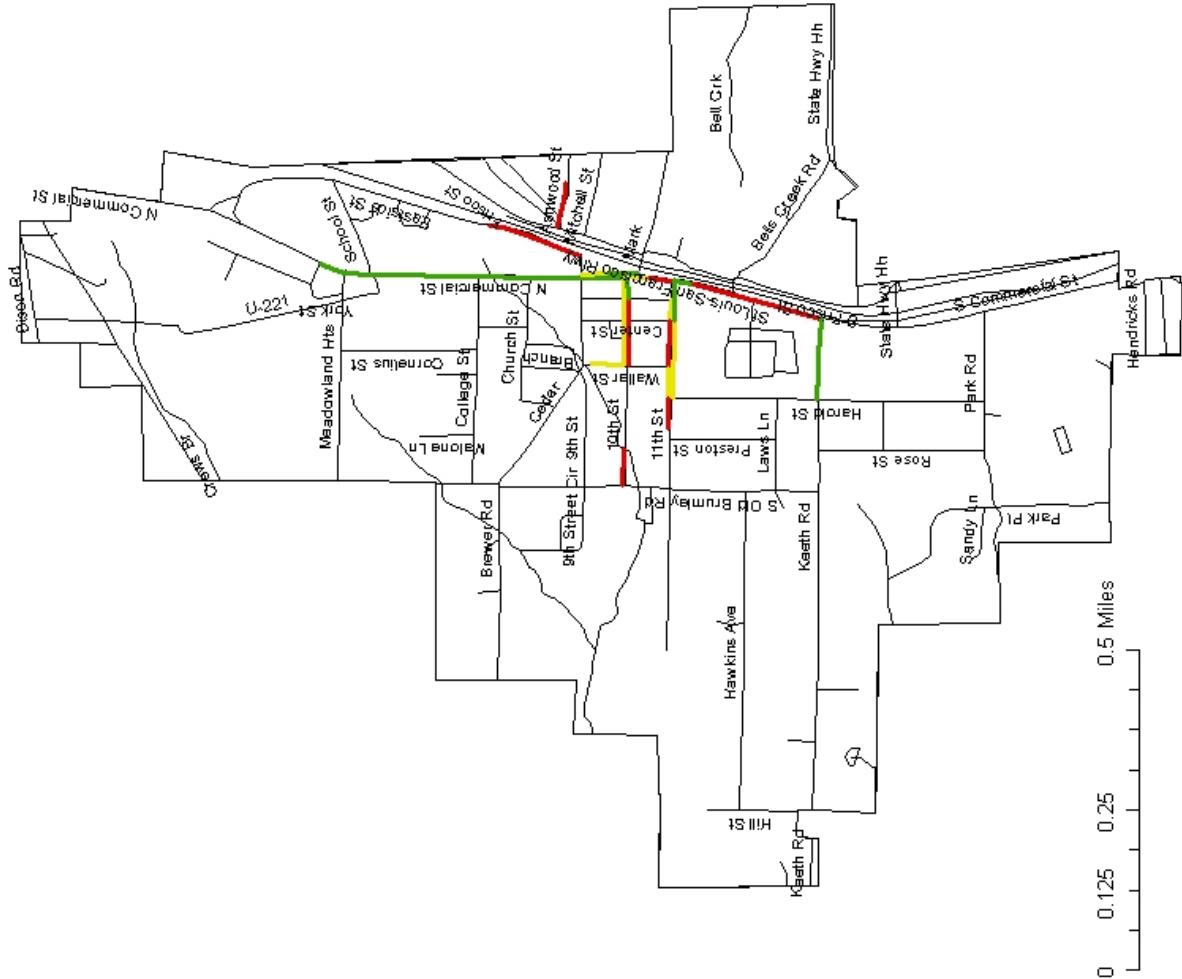 Dixon Rd
N Commercial St
Crews Br
School St
Eastside St
U-221
York St
Meadowland Hts
Frisco St
Ashwood St
Mitchell St
Bell Crk
State Hwy Hh
N Commercial St
Cornelius St
College St
Church St
Branch
Cedar
Malone Ln
Mark
Bells Creek Rd
St Louis-San Francisco Rlwy
Center St
Wallar St
9th St
10th St
11th St
Brewer Rd
9th Street Cir
S Old Brumley Rd
Preston St
Laws Ln
Harold St
State Hwy Hh
S Commercial St
Hendricks Rd
Park Rd
Rose St
Keeth Rd
Sandy Ln
Park Pl
Hawkins Ave
Hill St
Keeth Rd
0
0.125
0.25
0.5 Miles